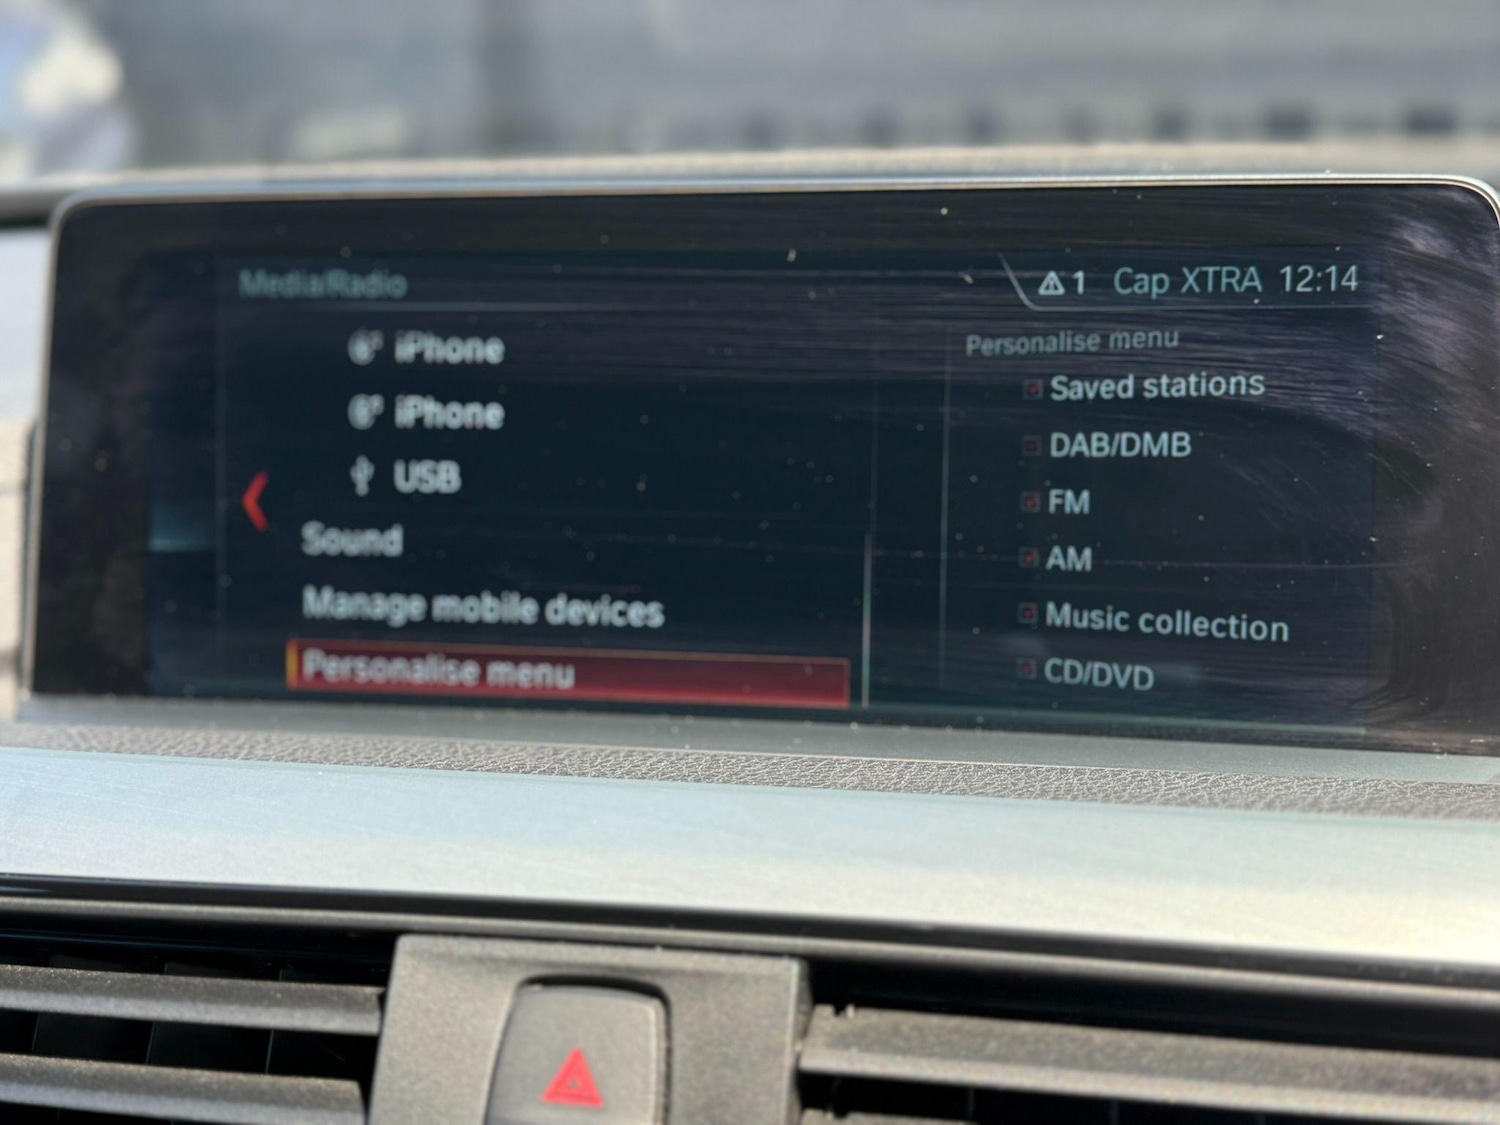 Media/Radio
⚠ 1 Cap XTRA 12:14
iPhone
iPhone
USB
Sound
Manage mobile devices
Personalise menu
Personalise menu
Saved stations
DAB/DMB
FM
AM
Music collection
CD/DVD